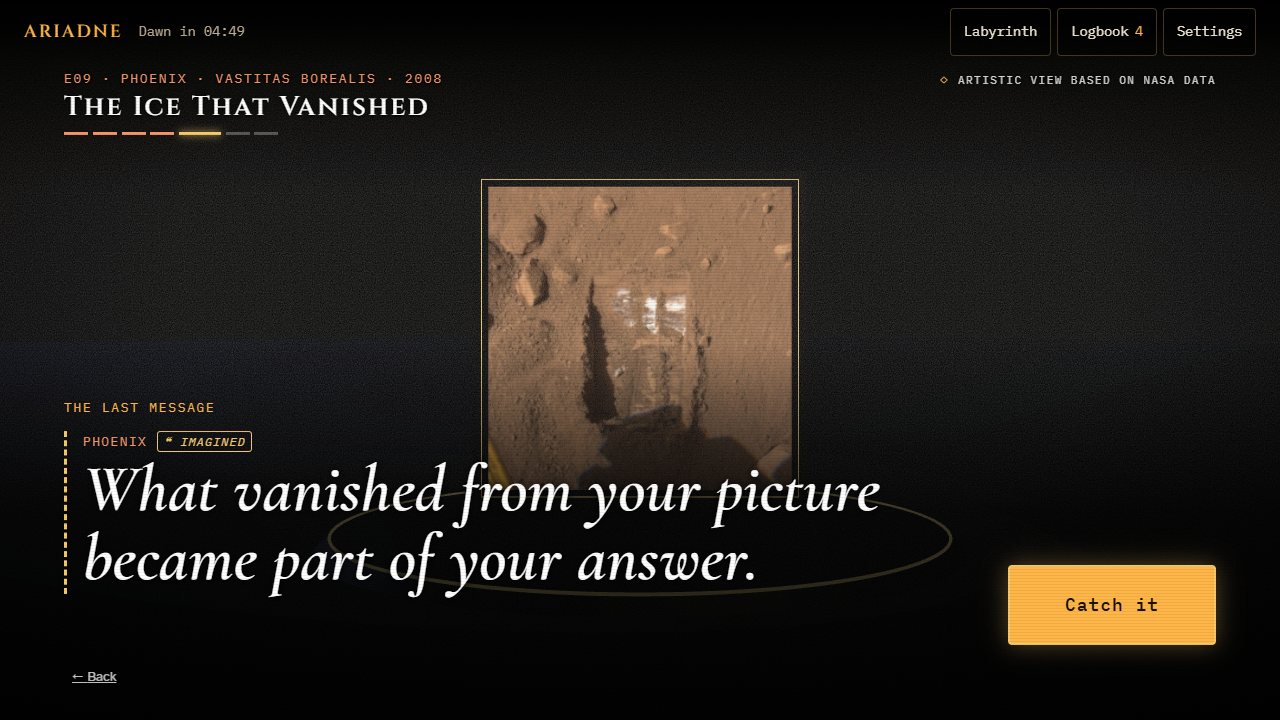 ARIADNE Dawn in 04:49
Labyrinth Logbook 4 Settings
E09 · PHOENIX · VASTITAS BOREALIS · 2008
◇ ARTISTIC VIEW BASED ON NASA DATA
The Ice That Vanished
THE LAST MESSAGE
PHOENIX ❝ IMAGINED
What vanished from your picture
became part of your answer.
Catch it
← Back